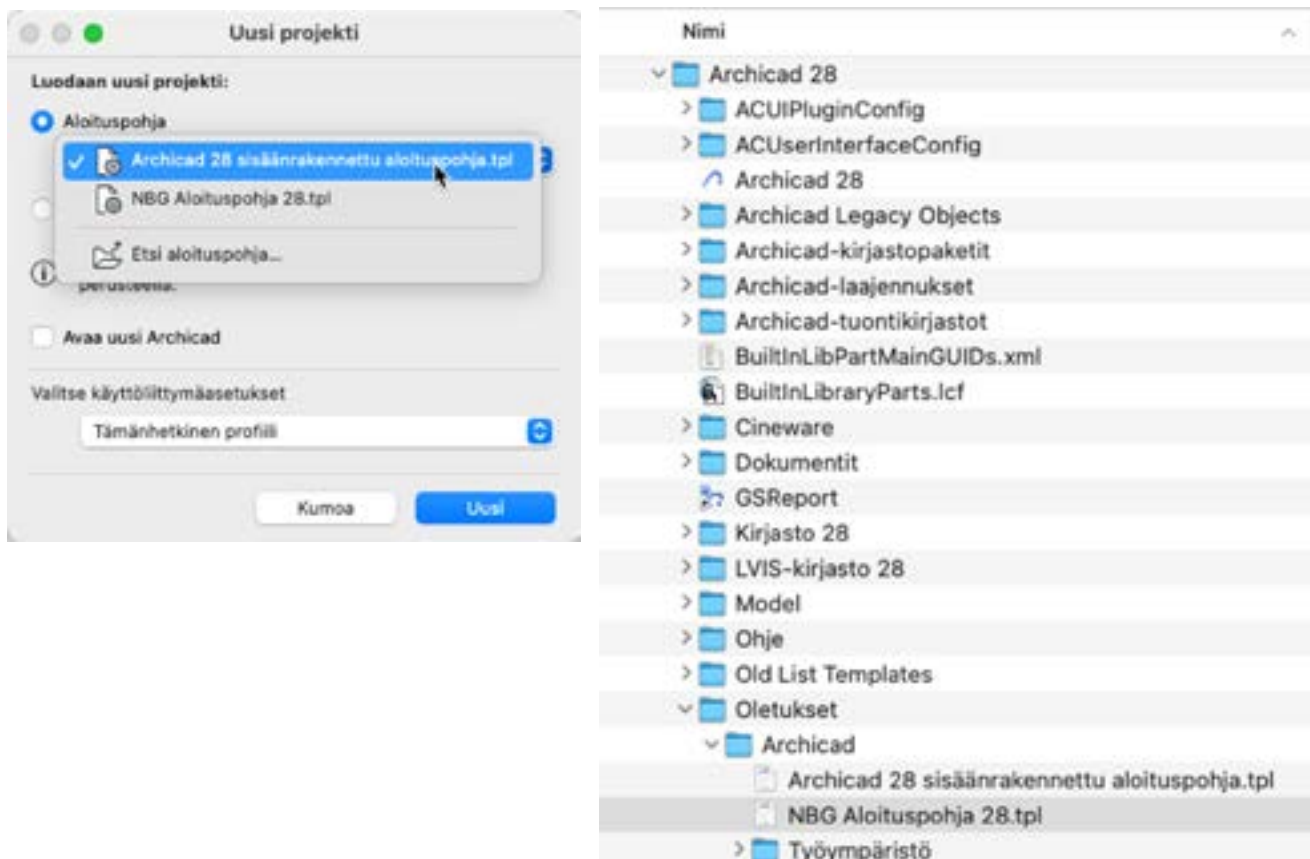 Uusi projekti
Luodaan uusi projekti:
Aloituspohja
Archicad 28 sisäänrakennettu aloituspohja.tpl
NBG Aloituspohja 28.tpl
Etsi aloituspohja...
perusteella.
Avaa uusi Archicad
Valitse käyttöliittymäasetukset
Tämänhetkinen profiili
Kumoa
Uusi
Nimi
Archicad 28
ACUIPluginConfig
ACUserInterfaceConfig
Archicad 28
Archicad Legacy Objects
Archicad-kirjastopaketit
Archicad-laajennukset
Archicad-tuontikirjastot
BuiltInLibPartMainGUIDs.xml
BuiltInLibraryParts.lcf
Cineware
Dokumentit
GSReport
Kirjasto 28
LVIS-kirjasto 28
Model
Ohje
Old List Templates
Oletukset
Archicad
Archicad 28 sisäänrakennettu aloituspohja.tpl
NBG Aloituspohja 28.tpl
Työympäristö